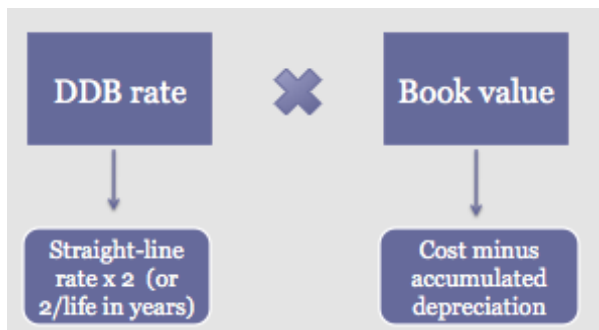 DDB rate
Book value
Straight-line
rate x 2 (or
2/life in years)
Cost minus
accumulated
depreciation